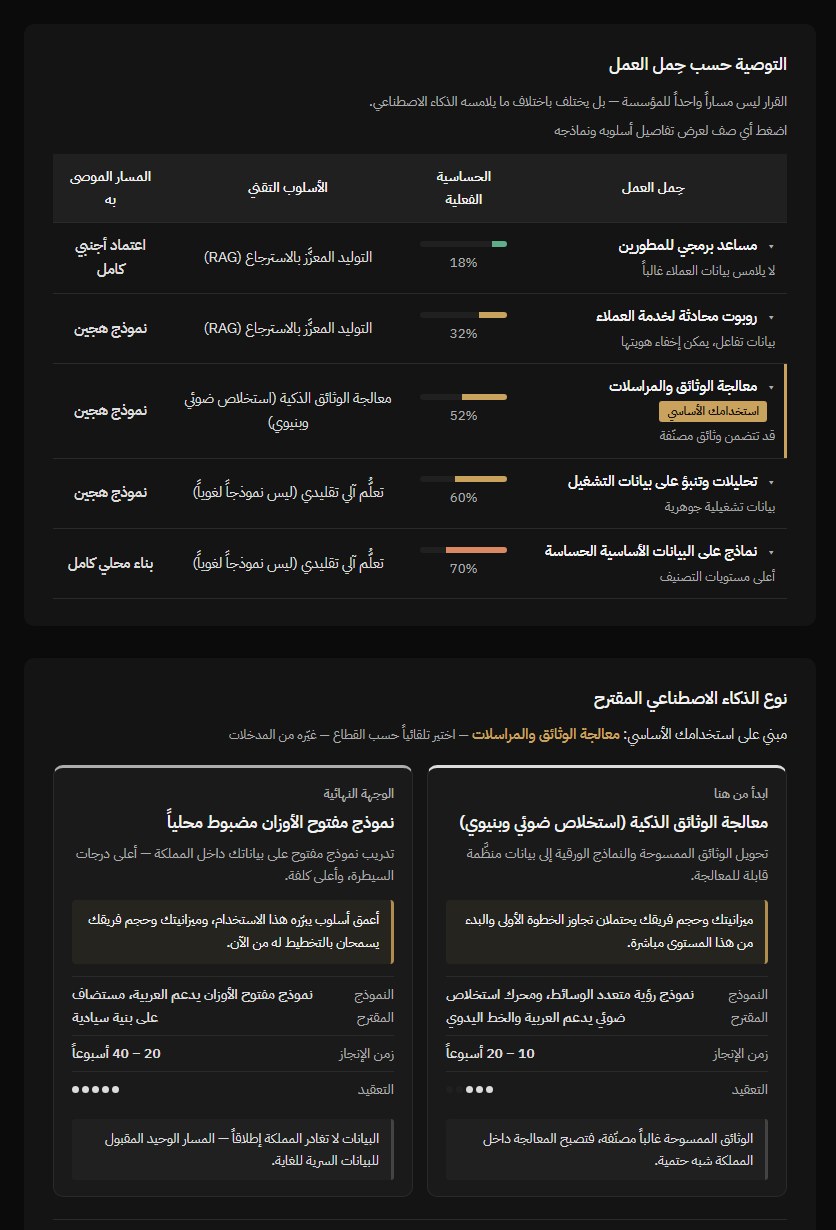 التوصية حسب حِمل العمل
القرار ليس مساراً واحداً للمؤسسة — بل يختلف باختلاف ما يلامسه الذكاء الاصطناعي.
اضغط أي صف لعرض تفاصيل أسلوبه ونماذجه
حِمل العمل
الحساسية
الفعلية
الأسلوب التقني
المسار الموصى
به
مساعد برمجي للمطورين
لا يلامس بيانات العملاء غالباً
18%
التوليد المعزَّز بالاسترجاع (RAG)
اعتماد أجنبي
كامل
روبوت محادثة لخدمة العملاء
بيانات تفاعل، يمكن إخفاء هويتها
32%
التوليد المعزَّز بالاسترجاع (RAG)
نموذج هجين
معالجة الوثائق والمراسلات
استخدامك الأساسي
قد تتضمن وثائق مصنّفة
52%
معالجة الوثائق الذكية (استخلاص ضوئي
وبنيوي)
نموذج هجين
تحليلات وتنبؤ على بيانات التشغيل
بيانات تشغيلية جوهرية
60%
تعلُّم آلي تقليدي (ليس نموذجاً لغوياً)
نموذج هجين
نماذج على البيانات الأساسية الحساسة
أعلى مستويات التصنيف
70%
تعلُّم آلي تقليدي (ليس نموذجاً لغوياً)
بناء محلي كامل
نوع الذكاء الاصطناعي المقترح
مبني على استخدامك الأساسي: معالجة الوثائق والمراسلات — اختير تلقائياً حسب القطاع — غيّره من المدخلات
ابدأ من هنا
معالجة الوثائق الذكية (استخلاص ضوئي وبنيوي)
تحويل الوثائق الممسوحة والنماذج الورقية إلى بيانات منظَّمة
قابلة للمعالجة.
ميزانيتك وحجم فريقك يحتملان تجاوز الخطوة الأولى والبدء
من هذا المستوى مباشرة.
النموذج
المقترح
نموذج رؤية متعدد الوسائط، ومحرك استخلاص
ضوئي يدعم العربية والخط اليدوي
زمن الإنجاز
10 – 20 أسبوعاً
التعقيد
الوثائق الممسوحة غالباً مصنّفة، فتصبح المعالجة داخل
المملكة شبه حتمية.
الوجهة النهائية
نموذج مفتوح الأوزان مضبوط محلياً
تدريب نموذج مفتوح على بياناتك داخل المملكة — أعلى درجات
السيطرة، وأعلى كلفة.
أعمق أسلوب يبرّره هذا الاستخدام، وميزانيتك وحجم فريقك
يسمحان بالتخطيط له من الآن.
النموذج
المقترح
نموذج مفتوح الأوزان يدعم العربية، مستضاف
على بنية سيادية
زمن الإنجاز
20 – 40 أسبوعاً
التعقيد
البيانات لا تغادر المملكة إطلاقاً — المسار الوحيد المقبول
للبيانات السرية للغاية.